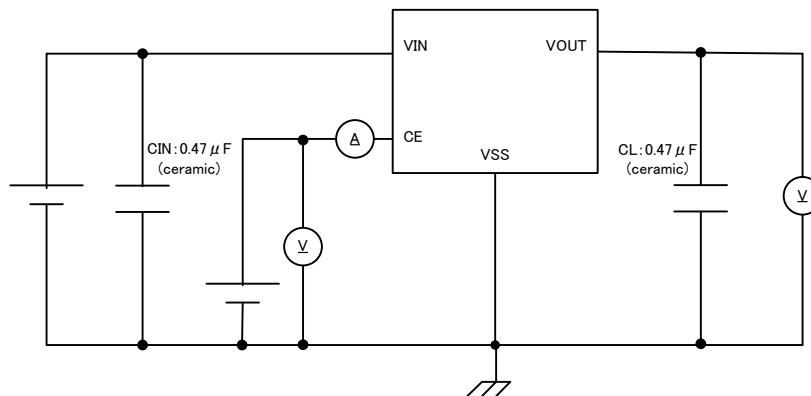 VIN
VOUT
CIN:0.47μF
(ceramic)
A
CE
VSS
CL:0.47μF
(ceramic)
V
V